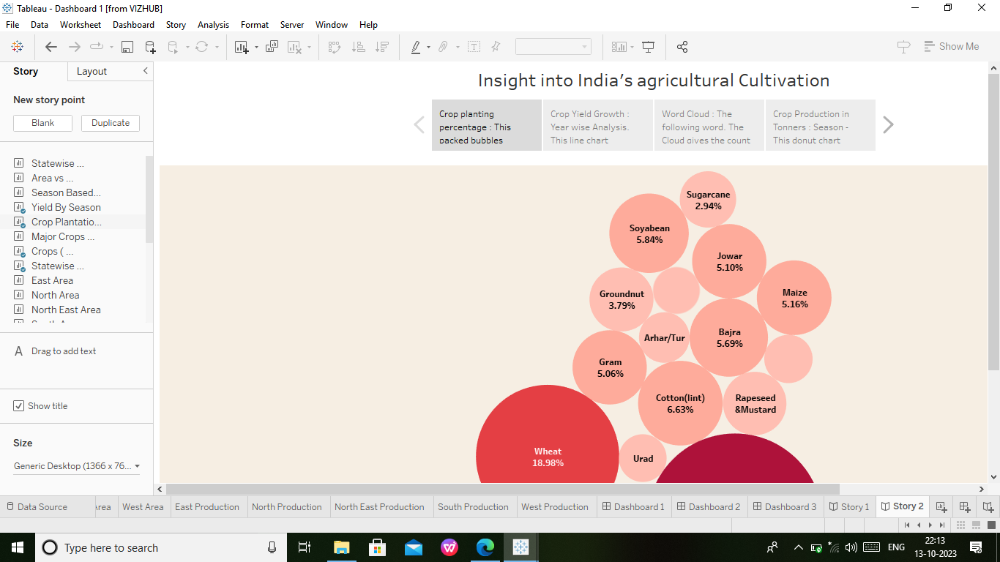 Tableau - Dashboard 1 [from VIZHUB]
File Data Worksheet Dashboard Story Analysis Format Server Window Help
Show Me
Story Layout
New story point
Blank Duplicate
Statewise ...
Area vs ...
Season Based...
Yield By Season
Crop Plantatio...
Major Crops ...
Crops ( ...
Statewise ...
East Area
North Area
North East Area
Drag to add text
Show title
Size
Generic Desktop (1366 x 76...
Insight into India's agricultural Cultivation
Crop planting
percentage : This
packed bubbles
Crop Yield Growth :
Year wise Analysis.
This line chart
Word Cloud : The
following word. The
Cloud gives the count
Crop Production in
Tonners : Season -
This donut chart
Sugarcane
2.94%
Soyabean
5.84%
Jowar
5.10%
Maize
5.16%
Groundnut
3.79%
Arhar/Tur
Bajra
5.69%
Gram
5.06%
Cotton(lint)
6.63%
Rapeseed
&Mustard
Wheat
18.98%
Urad
Data Source West Area East Production North Production North East Production South Production West Production Dashboard 1 Dashboard 2 Dashboard 3 Story 1 Story 2
Type here to search
ENG
22:13
13-10-2023